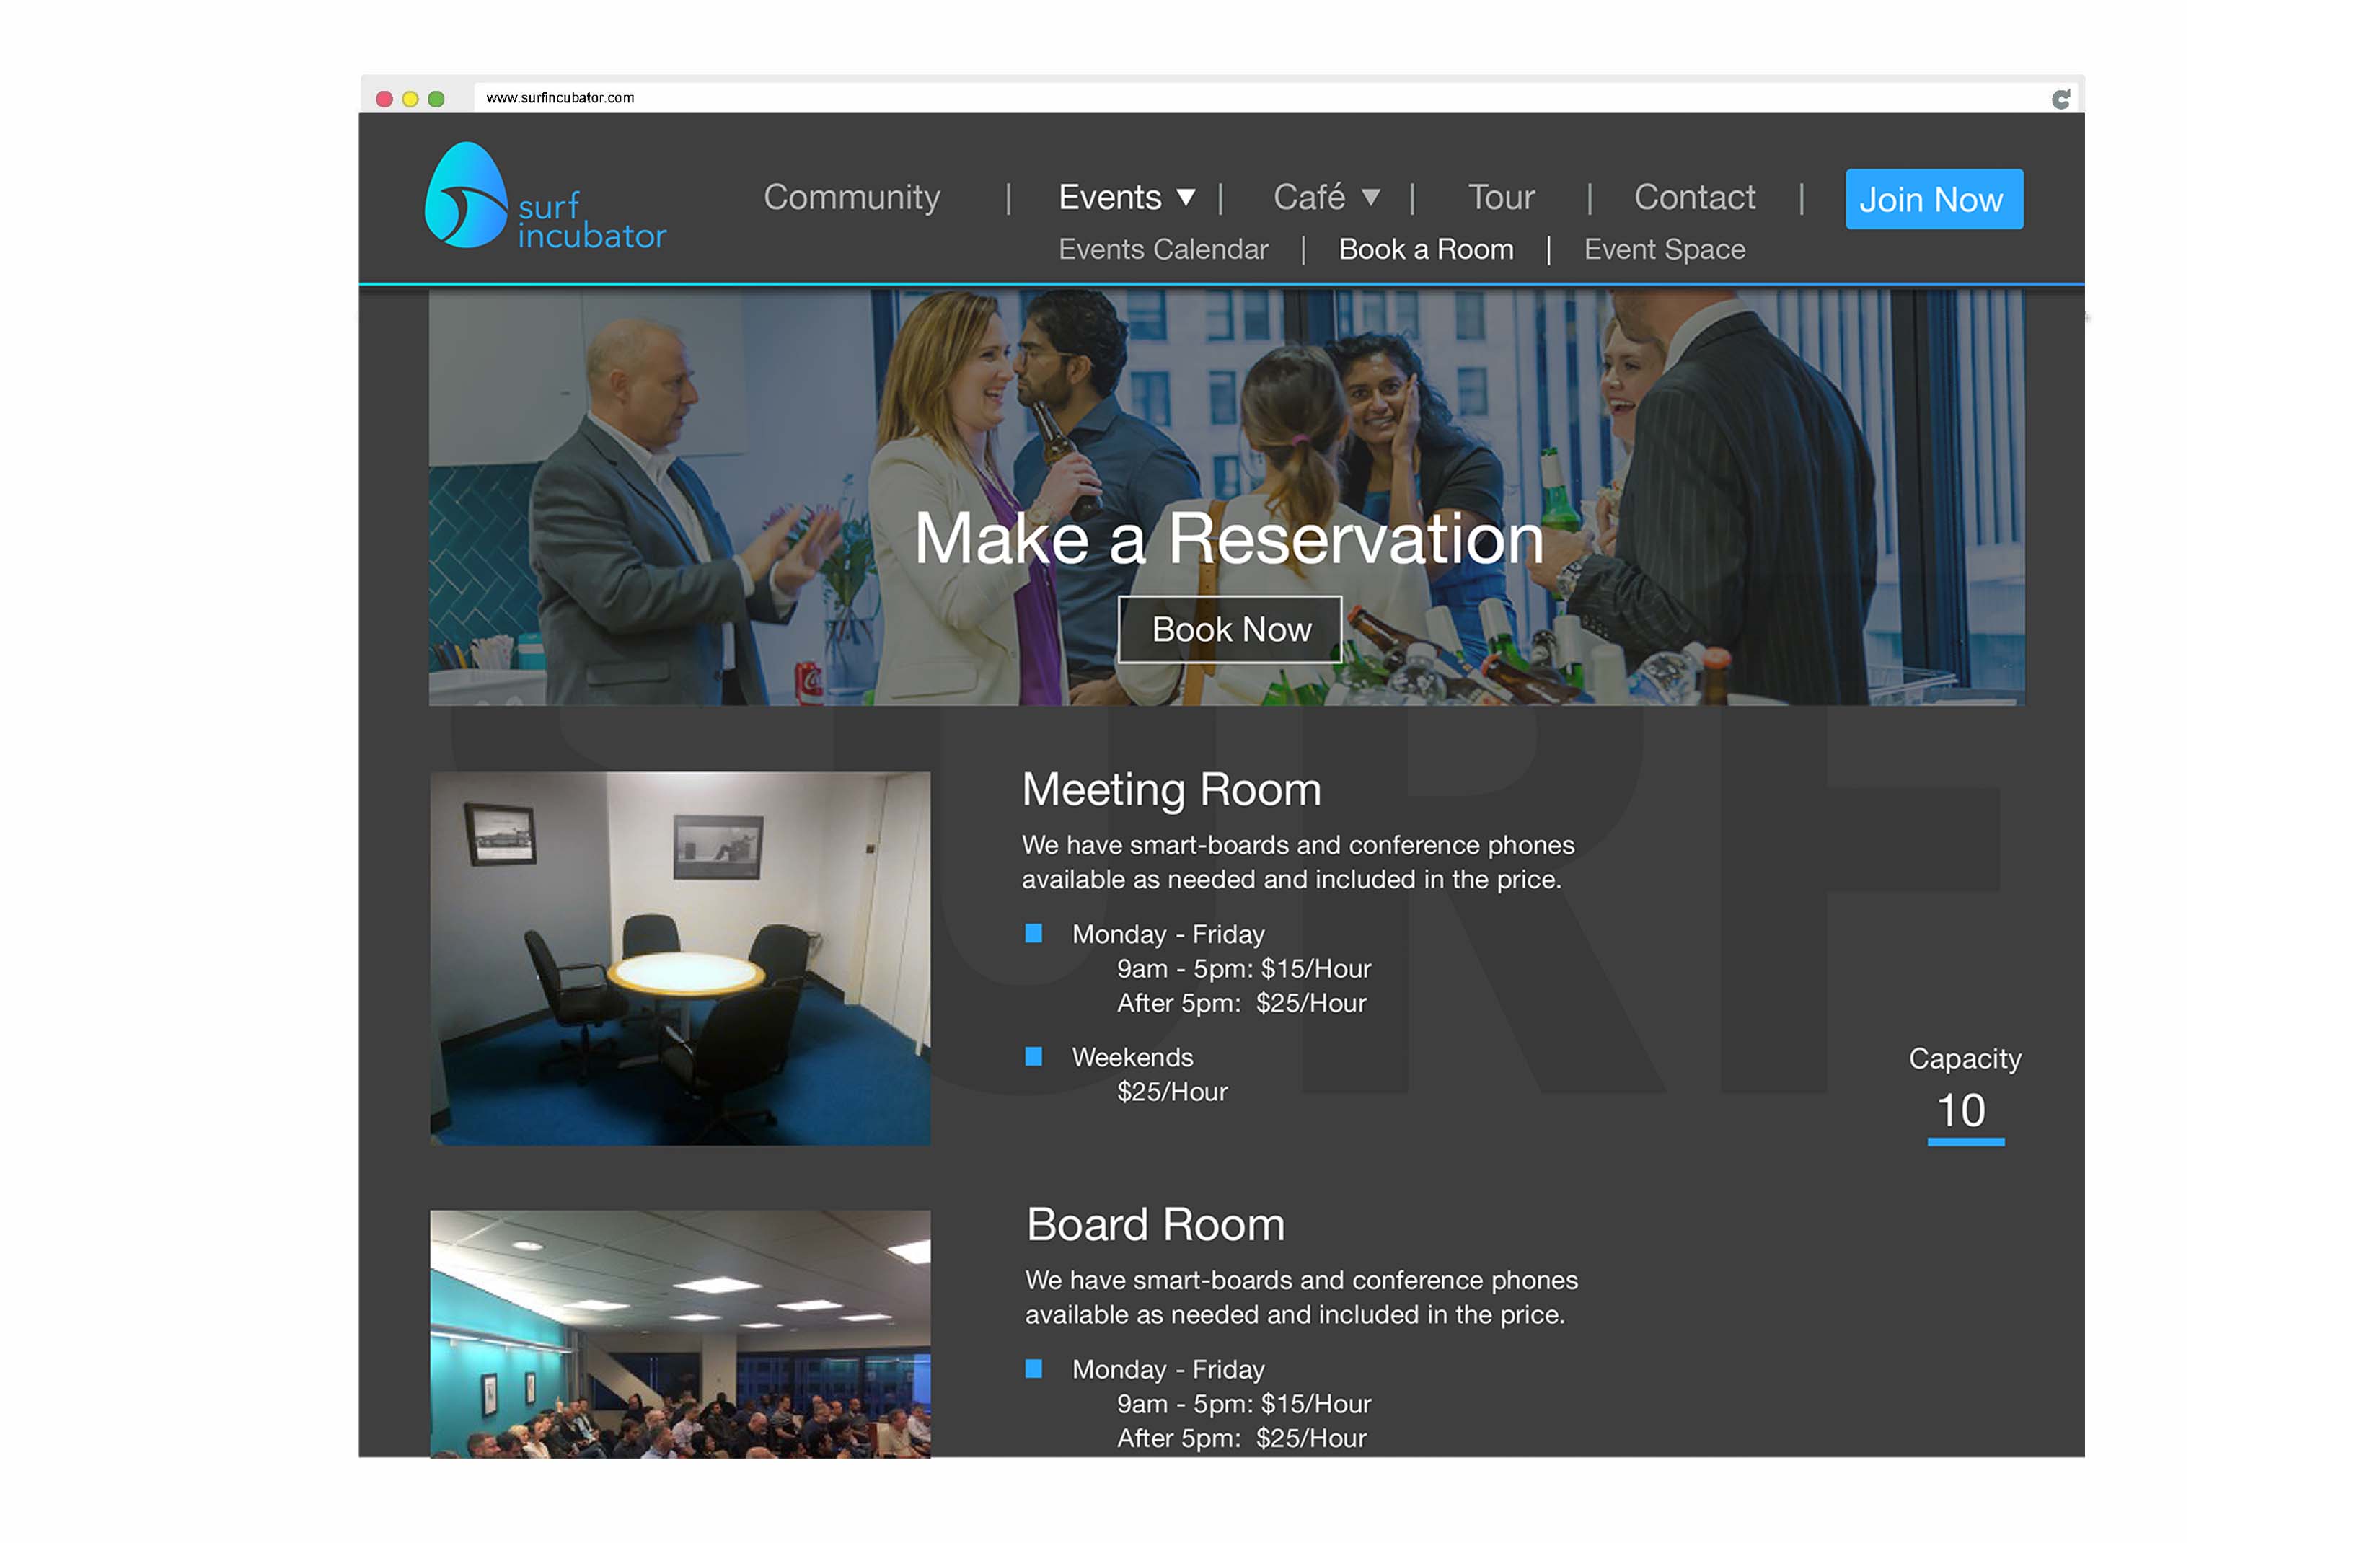 www.surfincubator.com
surf
incubator
Community | Events ▼ | Café ▼ | Tour | Contact | Join Now
Events Calendar | Book a Room | Event Space
Make a Reservation
Book Now
SURF
Meeting Room
We have smart-boards and conference phones
available as needed and included in the price.
Monday - Friday
9am - 5pm: $15/Hour
After 5pm: $25/Hour
Weekends
$25/Hour
Capacity
10
Board Room
We have smart-boards and conference phones
available as needed and included in the price.
Monday - Friday
9am - 5pm: $15/Hour
After 5pm: $25/Hour